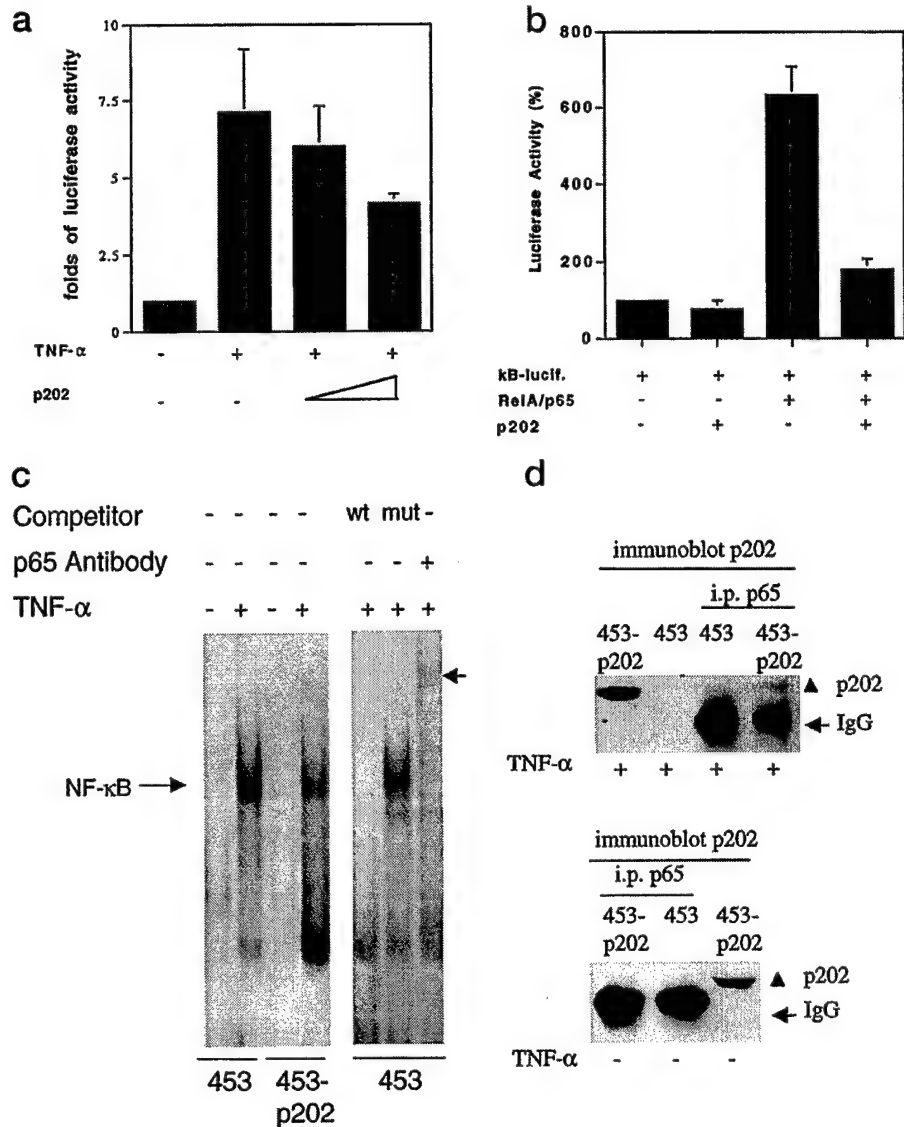 a
folds of luciferase activity
10
7.5
5
2.5
0
TNF-α - + + +
p202 - -
b
Luciferase Activity (%)
800
600
400
200
0
kB-lucif. + + + +
RelA/p65 - - + +
p202 - + - +
c
Competitor - - - - wt mut -
p65 Antibody - - - - - - +
TNF-α - + - + + + +
NF-κB
453 453- 453
p202
d
immunoblot p202
i.p. p65
453- 453 453 453-
p202 p202
p202
IgG
TNF-α + + + +
immunoblot p202
i.p. p65
453- 453 453-
p202 p202
p202
IgG
TNF-α - - -